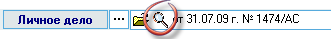 Личное дело ... от 31.07.09 г. № 1474/АС